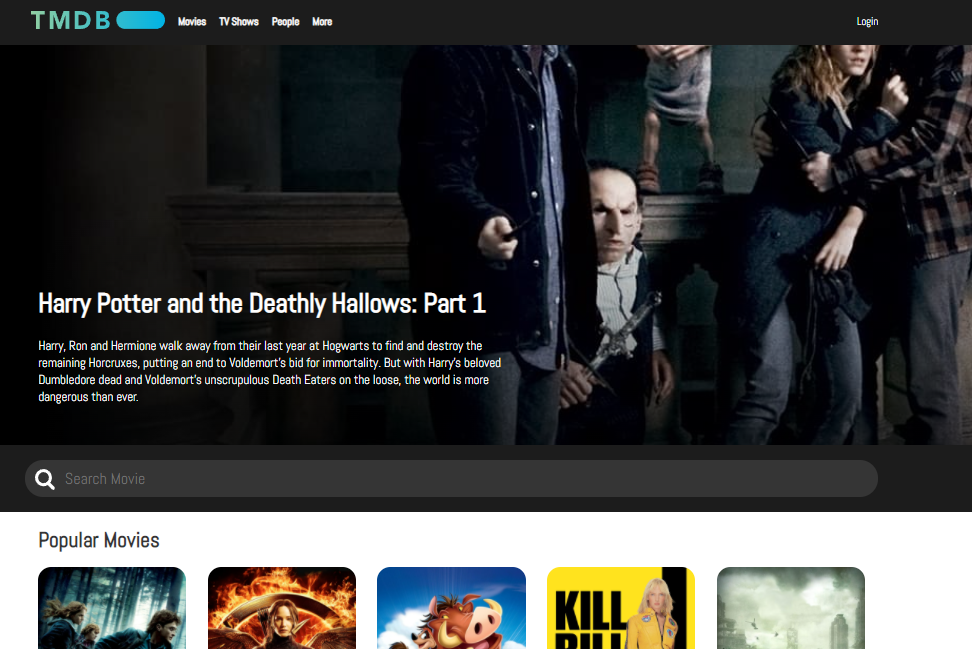 TMDB
Movies TV Shows People More
Login
Harry Potter and the Deathly Hallows: Part 1
Harry, Ron and Hermione walk away from their last year at Hogwarts to find and destroy the
remaining Horcruxes, putting an end to Voldemort's bid for immortality. But with Harry's beloved
Dumbledore dead and Voldemort's unscrupulous Death Eaters on the loose, the world is more
dangerous than ever.
Search Movie
Popular Movies
KILL
BILL